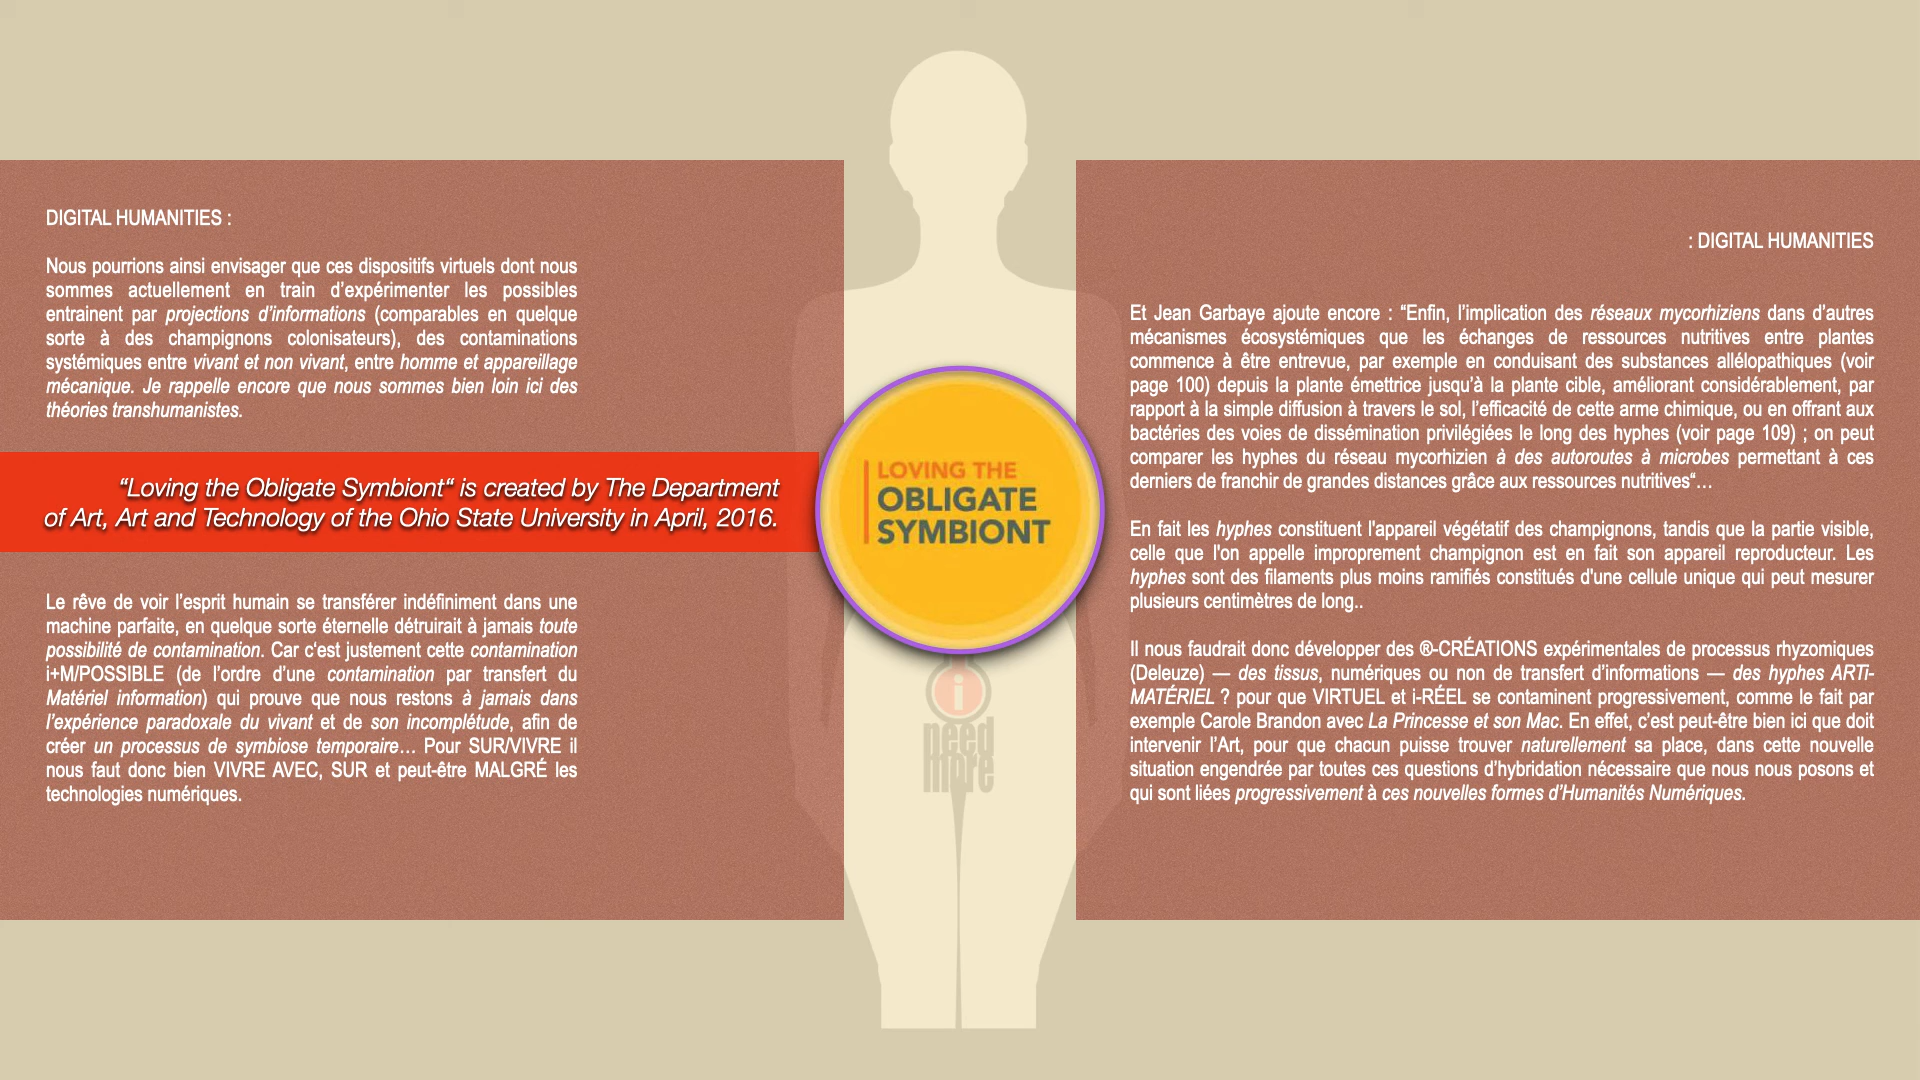 DIGITAL HUMANITIES :
Nous pourrions ainsi envisager que ces dispositifs virtuels dont nous
sommes actuellement en train d’expérimenter les possibles
entrainent par projections d’informations (comparables en quelque
sorte à des champignons colonisateurs), des contaminations
systémiques entre vivant et non vivant, entre homme et appareillage
mécanique. Je rappelle encore que nous sommes bien loin ici des
théories transhumanistes.
“Loving the Obligate Symbiont“ is created by The Department
of Art, Art and Technology of the Ohio State University in April, 2016.
Le rêve de voir l’esprit humain se transférer indéfiniment dans une
machine parfaite, en quelque sorte éternelle détruirait à jamais toute
possibilité de contamination. Car c‘est justement cette contamination
i+M/POSSIBLE (de l’ordre d’une contamination par transfert du
Matériel information) qui prouve que nous restons à jamais dans
l’expérience paradoxale du vivant et de son incomplétude, afin de
créer un processus de symbiose temporaire… Pour SUR/VIVRE il
nous faut donc bien VIVRE AVEC, SUR et peut-être MALGRÉ les
technologies numériques.
LOVING THE
OBLIGATE
SYMBIONT
i
need
more
: DIGITAL HUMANITIES
Et Jean Garbaye ajoute encore : “Enfin, l’implication des réseaux mycorhiziens dans d’autres
mécanismes écosystémiques que les échanges de ressources nutritives entre plantes
commence à être entrevue, par exemple en conduisant des substances allélopathiques (voir
page 100) depuis la plante émettrice jusqu’à la plante cible, améliorant considérablement, par
rapport à la simple diffusion à travers le sol, l’efficacité de cette arme chimique, ou en offrant aux
bactéries des voies de dissémination privilégiées le long des hyphes (voir page 109) ; on peut
comparer les hyphes du réseau mycorhizien à des autoroutes à microbes permettant à ces
derniers de franchir de grandes distances grâce aux ressources nutritives“…
En fait les hyphes constituent l'appareil végétatif des champignons, tandis que la partie visible,
celle que l'on appelle improprement champignon est en fait son appareil reproducteur. Les
hyphes sont des filaments plus moins ramifiés constitués d'une cellule unique qui peut mesurer
plusieurs centimètres de long..
Il nous faudrait donc développer des ®-CRÉATIONS expérimentales de processus rhyzomiques
(Deleuze) — des tissus, numériques ou non de transfert d’informations — des hyphes ARTi-
MATÉRIEL ? pour que VIRTUEL et i-RÉEL se contaminent progressivement, comme le fait par
exemple Carole Brandon avec La Princesse et son Mac. En effet, c’est peut-être bien ici que doit
intervenir l’Art, pour que chacun puisse trouver naturellement sa place, dans cette nouvelle
situation engendrée par toutes ces questions d’hybridation nécessaire que nous nous posons et
qui sont liées progressivement à ces nouvelles formes d’Humanités Numériques.